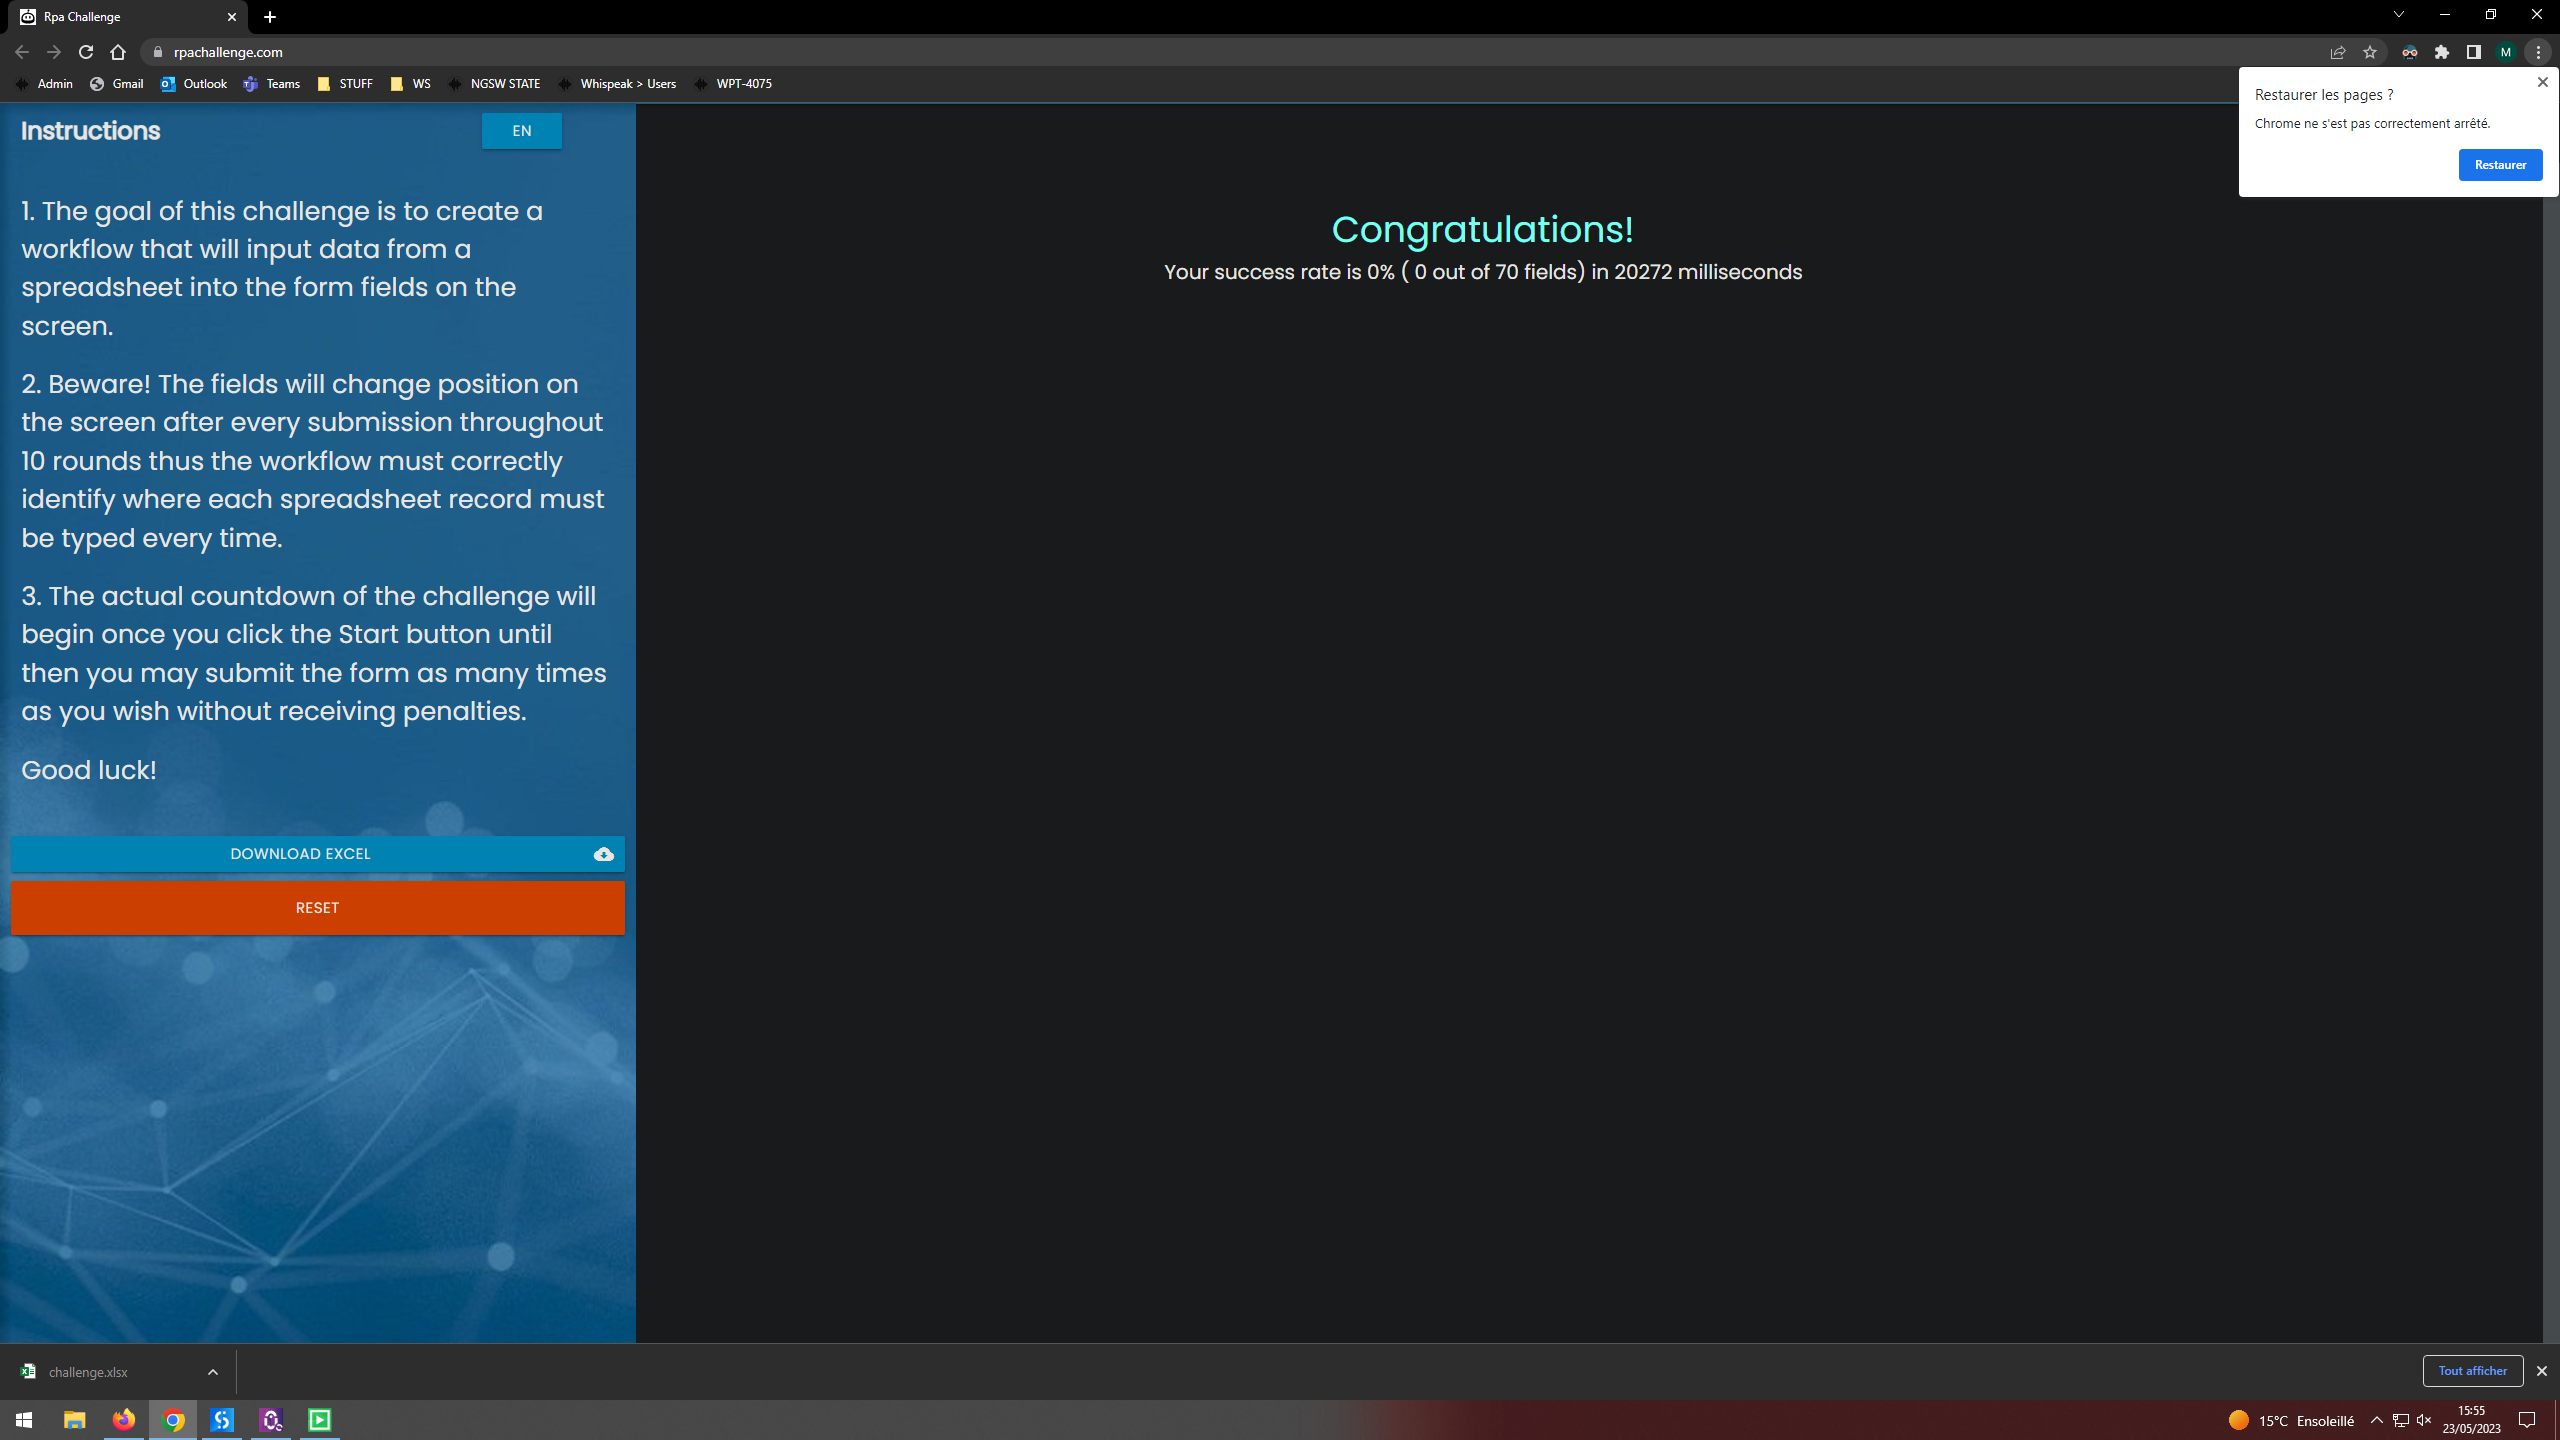 Rpa Challenge
rpachallenge.com
M
Admin
Gmail
Outlook
Teams
STUFF
WS
NGSW STATE
Whispeak > Users
WPT-4075
Restaurer les pages ?
Chrome ne s'est pas correctement arrêté.
Restaurer
Instructions
EN
1. The goal of this challenge is to create a
workflow that will input data from a
spreadsheet into the form fields on the
screen.
2. Beware! The fields will change position on
the screen after every submission throughout
10 rounds thus the workflow must correctly
identify where each spreadsheet record must
be typed every time.
3. The actual countdown of the challenge will
begin once you click the Start button until
then you may submit the form as many times
as you wish without receiving penalties.
Good luck!
DOWNLOAD EXCEL
RESET
Congratulations!
Your success rate is 0% ( 0 out of 70 fields) in 20272 milliseconds
challenge.xlsx
Tout afficher
15°C Ensoleillé
15:55
23/05/2023